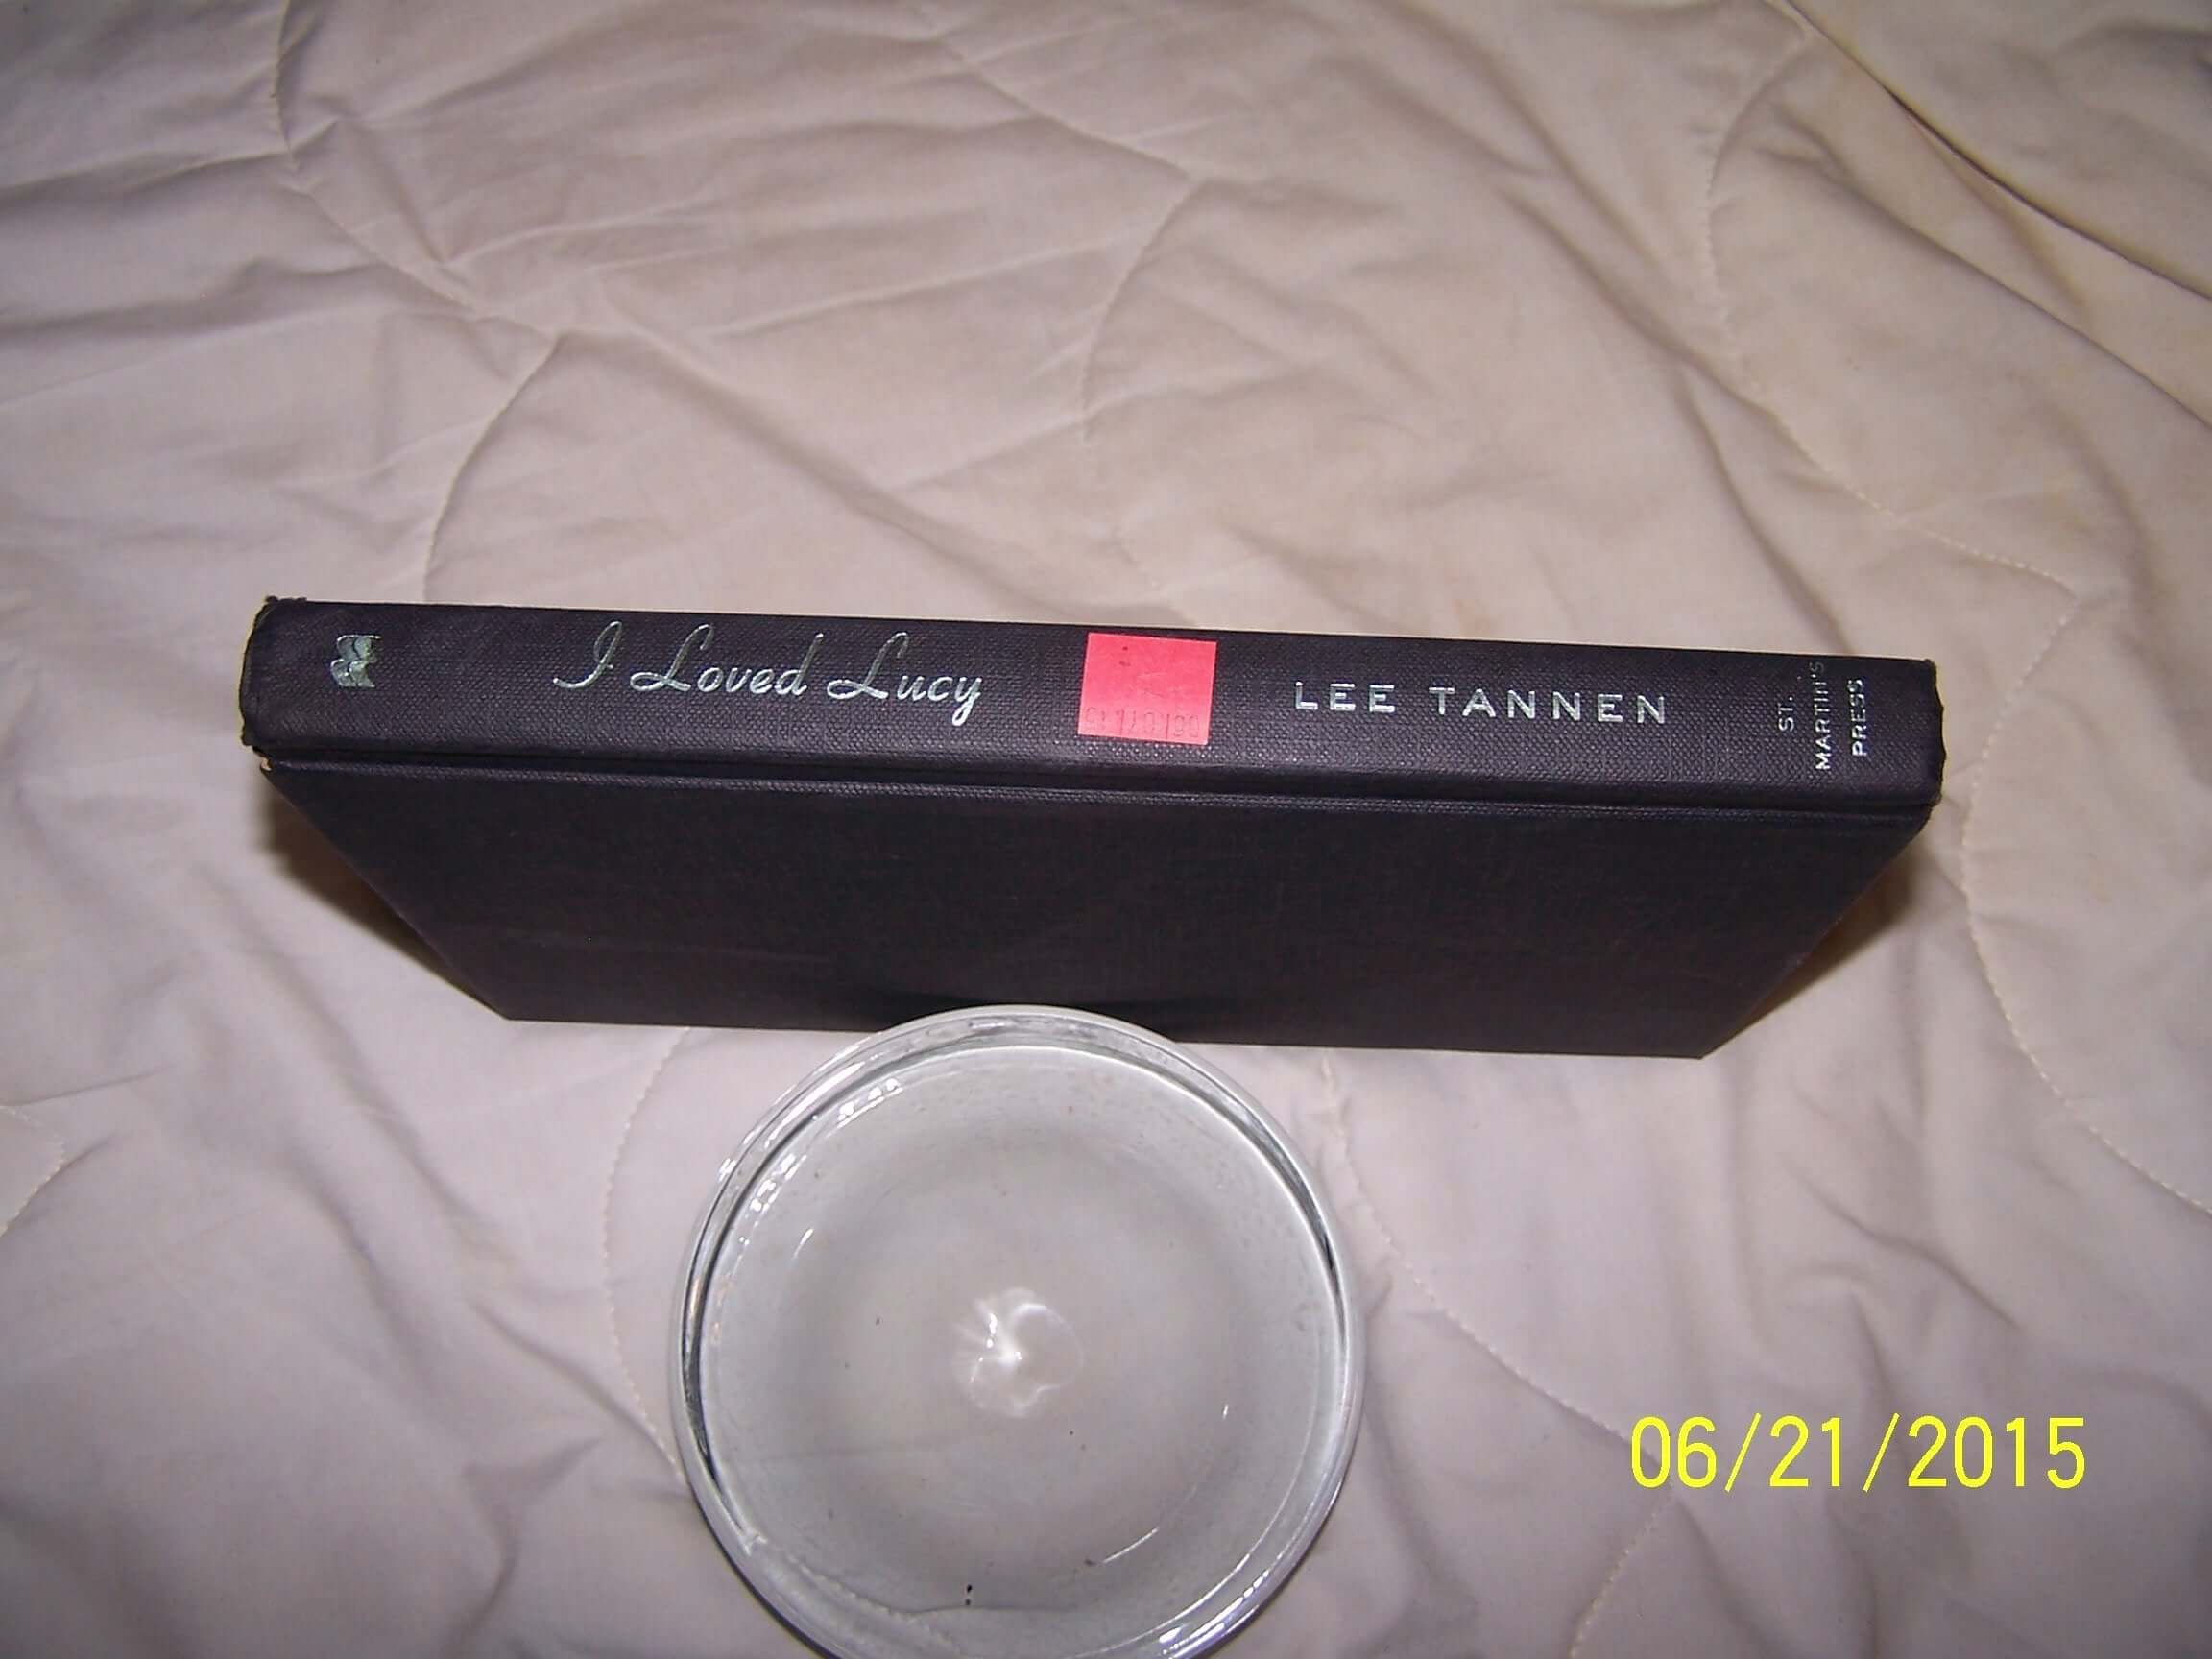 I Loved Lucy
LEE TANNEN
ST.
MARTIN'S
PRESS
06/21/2015